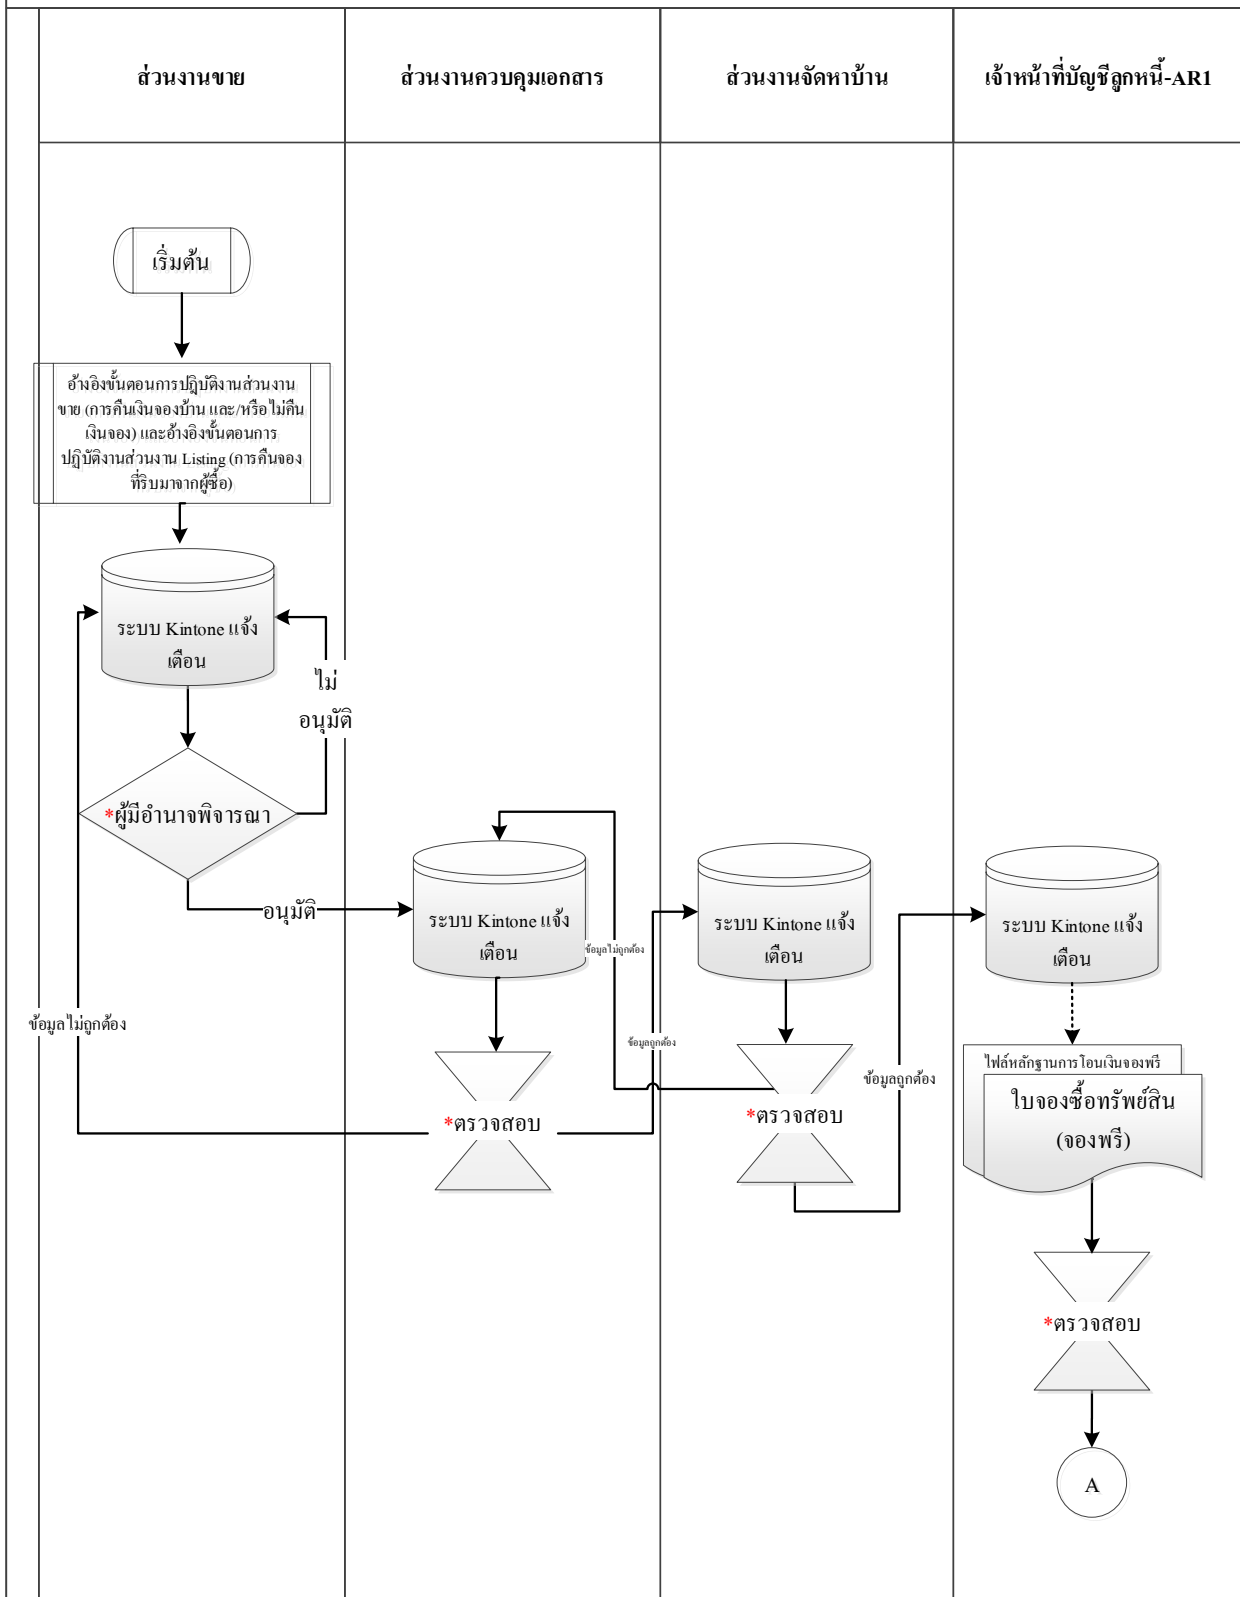 ส่วนงานขาย
ส่วนงานควบคุมเอกสาร
ส่วนงานจัดหาบ้าน
เจ้าหน้าที่บัญชีลูกหนี้-AR1
เริ่มต้น
อ้างอิงขั้นตอนการปฎิบัติงานส่วนงาน
ขาย (การคืนเงินจองบ้าน และ/หรือ ไม่คืน
เงินจอง) และอ้างอิงขั้นตอนการ
ปฏิบัติงานส่วนงาน Listing (การคืนจอง
ที่ริบมาจากผู้ซื้อ)
ระบบ Kintone แจ้ง
เตือน
ไม่
อนุมัติ
*ผู้มีอำนาจพิจารณา
อนุมัติ
ระบบ Kintone แจ้ง
เตือน
ข้อมูลไม่ถูกต้อง
ระบบ Kintone แจ้ง
เตือน
ระบบ Kintone แจ้ง
เตือน
ข้อมูลไม่ถูกต้อง
ข้อมูลถูกต้อง
*ตรวจสอบ
*ตรวจสอบ
ข้อมูลถูกต้อง
ไฟล์หลักฐานการโอนเงินจองพรี
ใบจองซื้อทรัพย์สิน
(จองพรี)
*ตรวจสอบ
A